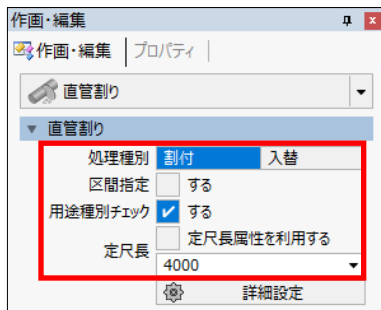 作画・編集
作画・編集 プロパティ
直管割り
直管割り
処理種別 割付 入替
区間指定 する
用途種別チェック する
定尺長 定尺長属性を利用する
4000
詳細設定